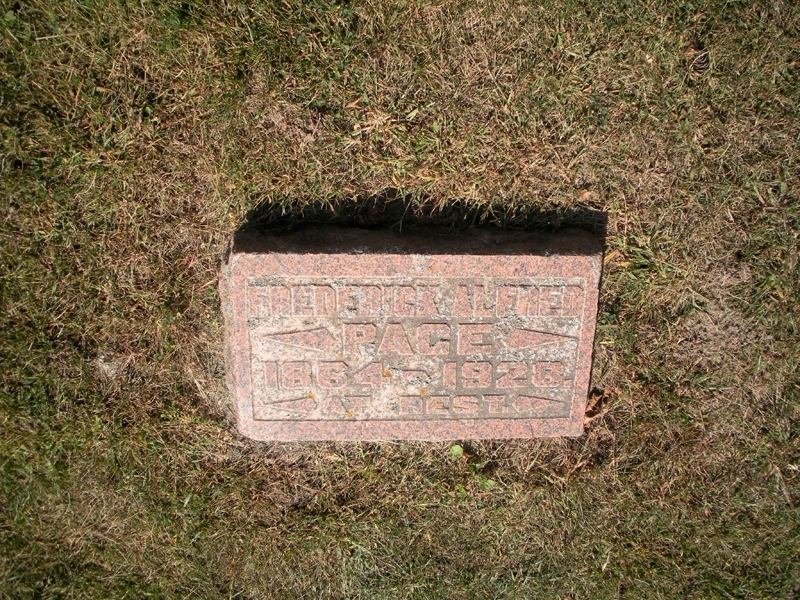 FREDERICK ALFRED
PAGE
1864 - 1926.
AT REST.